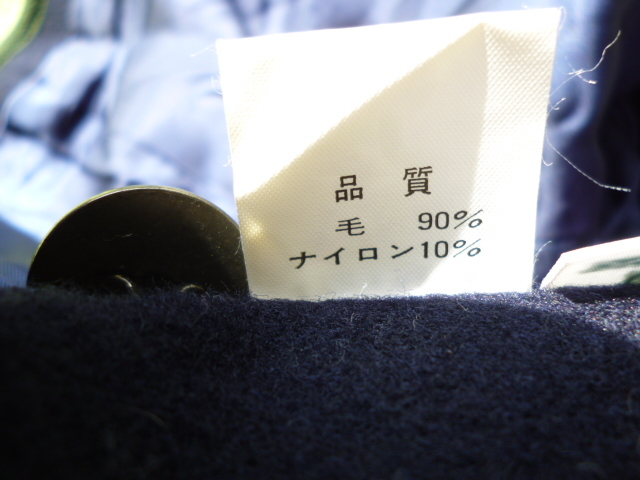 品 質
毛 90%
ナイロン10%